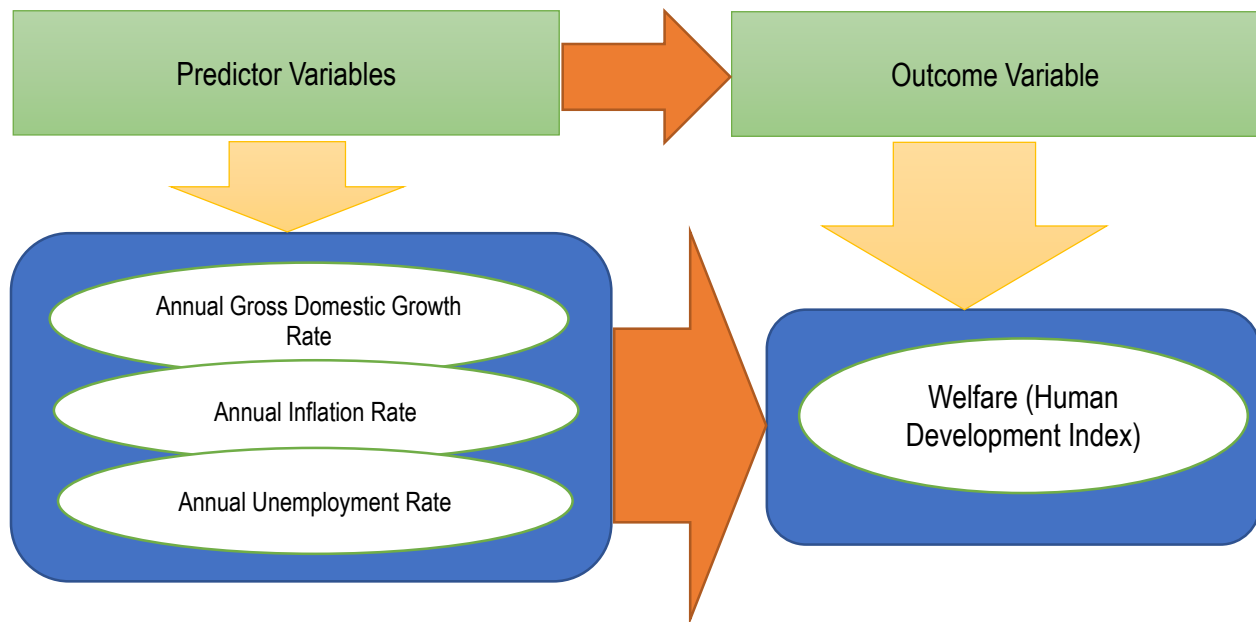 Predictor Variables
Outcome Variable
Annual Gross Domestic Growth
Rate
Annual Inflation Rate
Annual Unemployment Rate
Welfare (Human
Development Index)